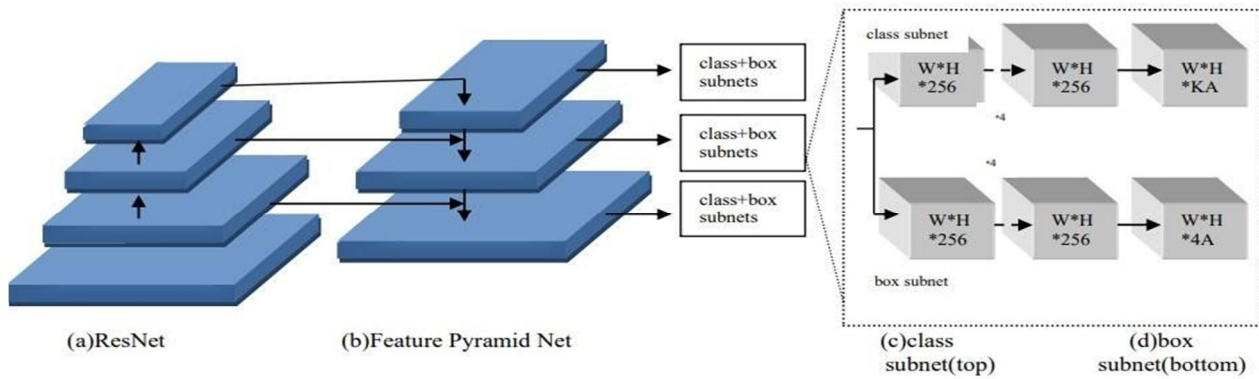 class+box
subnets
class+box
subnets
class+box
subnets
class subnet
W*H
*256
W*H
*256
W*H
*KA
*4
*4
W*H
*256
W*H
*256
W*H
*4A
box subnet
(a)ResNet
(b)Feature Pyramid Net
(c)class
subnet(top)
(d)box
subnet(bottom)